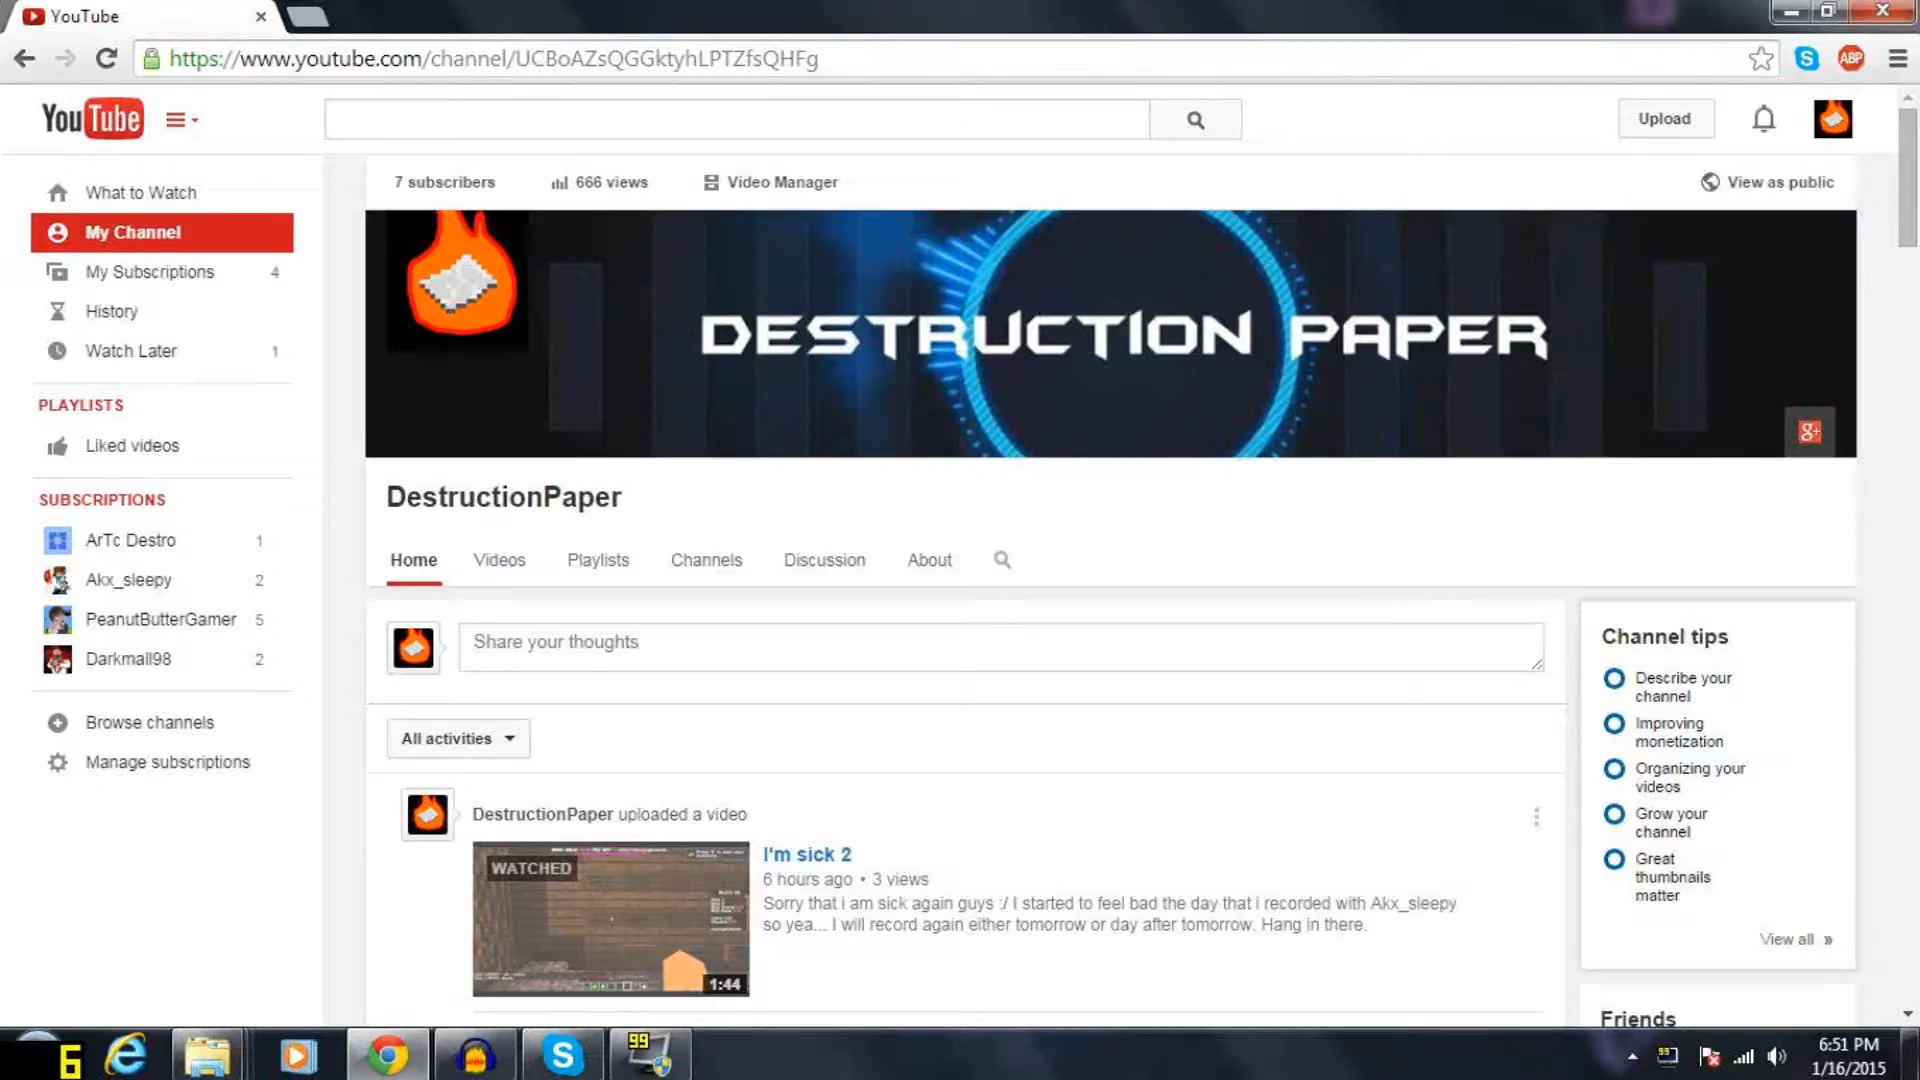 YouTube
https://www.youtube.com/channel/UCBoAZsQGGktyhLPTZfsQHFg
ABP
YouTube
Upload
What to Watch
My Channel
My Subscriptions 4
History
Watch Later 1
PLAYLISTS
Liked videos
SUBSCRIPTIONS
ArTc Destro 1
Akx_sleepy 2
PeanutButterGamer 5
Darkmall98 2
Browse channels
Manage subscriptions
7 subscribers 666 views Video Manager View as public
DESTRUCTION PAPER
g+
DestructionPaper
Home Videos Playlists Channels Discussion About
Share your thoughts
All activities
DestructionPaper uploaded a video
WATCHED
1:44
I'm sick 2
6 hours ago • 3 views
Sorry that i am sick again guys :/ I started to feel bad the day that i recorded with Akx_sleepy
so yea... I will record again either tomorrow or day after tomorrow. Hang in there.
Channel tips
Describe your
channel
Improving
monetization
Organizing your
videos
Grow your
channel
Great
thumbnails
matter
View all »
Friends
6
99
99
6:51 PM
1/16/2015